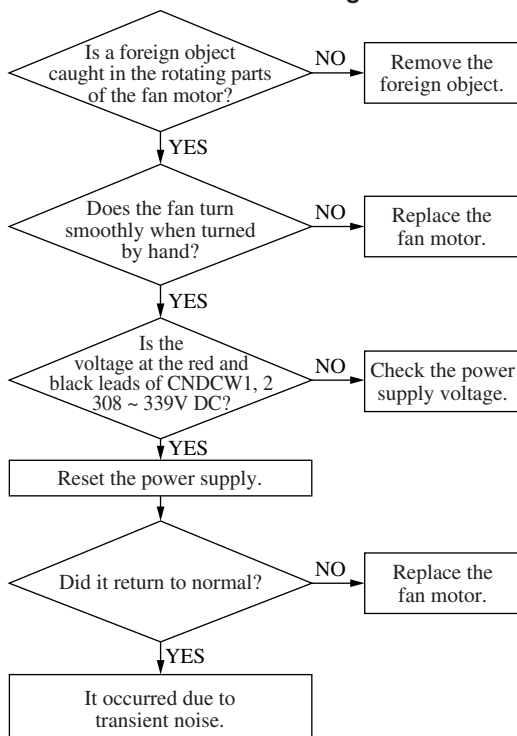 Is a foreign object
caught in the rotating parts
of the fan motor?
NO
Remove the
foreign object.
YES
Does the fan turn
smoothly when turned
by hand?
NO
Replace the
fan motor.
YES
Is the
voltage at the red and
black leads of CNDCW1, 2
308 ~ 339V DC?
NO
Check the power
supply voltage.
YES
Reset the power supply.
Did it return to normal?
NO
Replace the
fan motor.
YES
It occurred due to
transient noise.